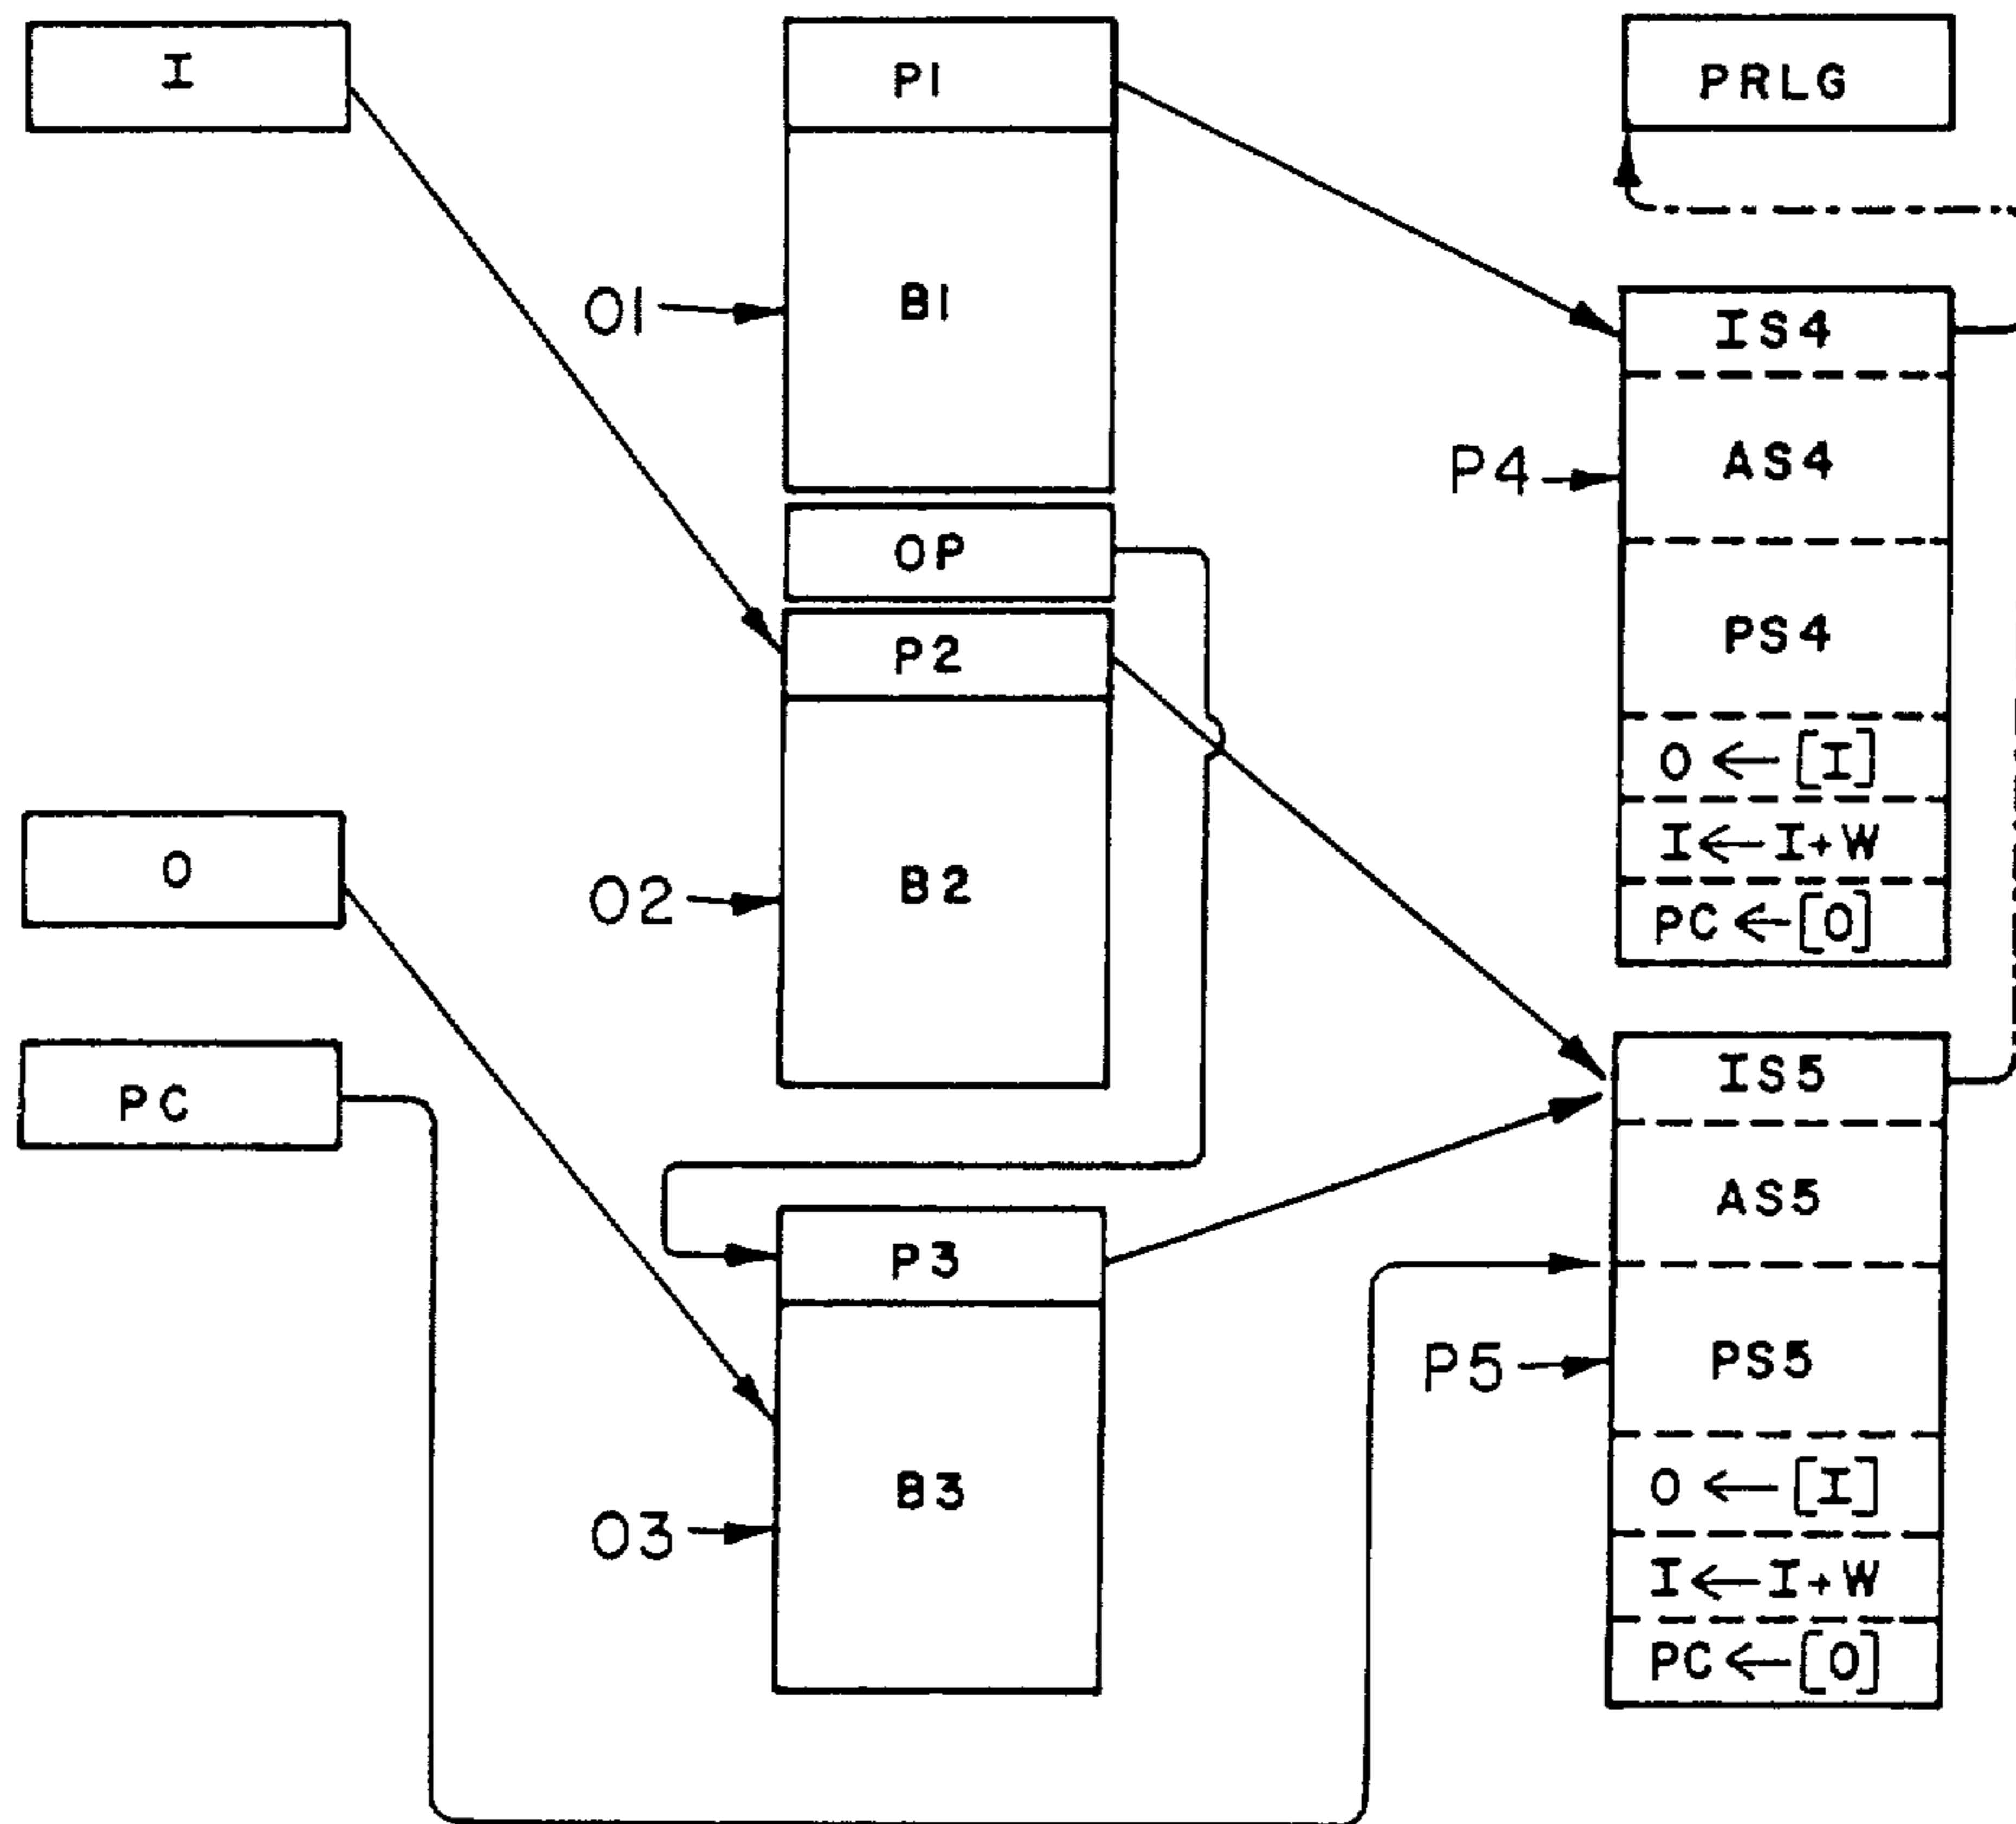 I
O
PC
P1
O1
B1
OP
P2
O2
B2
P3
O3
B3
PRLG
IS4
P4
AS4
PS4
O ← [I]
I ← I+W
PC ← [O]
IS5
AS5
P5
PS5
O ← [I]
I ← I+W
PC ← [O]